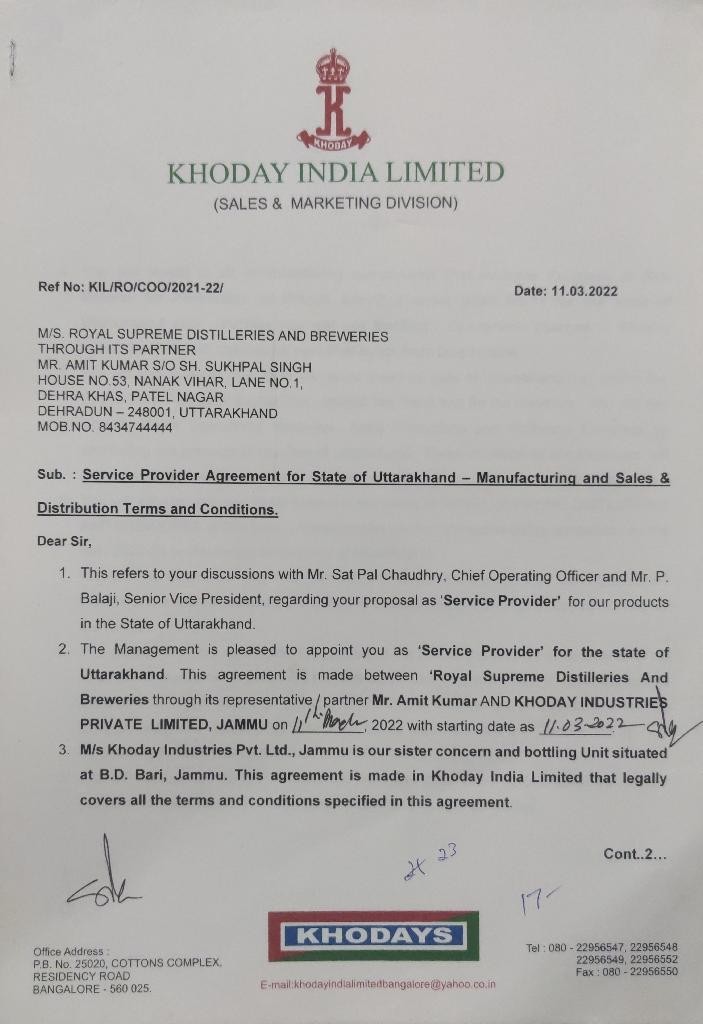 K
KHODAY
KHODAY INDIA LIMITED
(SALES & MARKETING DIVISION)
Ref No: KIL/RO/COO/2021-22/
Date: 11.03.2022
M/S. ROYAL SUPREME DISTILLERIES AND BREWERIES
THROUGH ITS PARTNER
MR. AMIT KUMAR S/O SH. SUKHPAL SINGH
HOUSE NO.53, NANAK VIHAR, LANE NO.1,
DEHRA KHAS, PATEL NAGAR
DEHRADUN – 248001, UTTARAKHAND
MOB.NO. 8434744444
Sub. : Service Provider Agreement for State of Uttarakhand – Manufacturing and Sales &
Distribution Terms and Conditions.
Dear Sir,
1. This refers to your discussions with Mr. Sat Pal Chaudhry, Chief Operating Officer and Mr. P.
Balaji, Senior Vice President, regarding your proposal as 'Service Provider' for our products
in the State of Uttarakhand.
2. The Management is pleased to appoint you as 'Service Provider' for the state of
Uttarakhand. This agreement is made between 'Royal Supreme Distilleries And
Breweries through its representative / partner Mr. Amit Kumar AND KHODAY INDUSTRIES
PRIVATE LIMITED, JAMMU on 11th March, 2022 with starting date as 11.03-2022
3. M/s Khoday Industries Pvt. Ltd., Jammu is our sister concern and bottling Unit situated
at B.D. Bari, Jammu. This agreement is made in Khoday India Limited that legally
covers all the terms and conditions specified in this agreement.
Cont..2...
23
17-
KHODAYS
Office Address :
P.B. No. 25020, COTTONS COMPLEX,
RESIDENCY ROAD
BANGALORE - 560 025.
E-mail:khodayindialimitedbangalore@yahoo.co.in
Tel : 080 - 22956547, 22956548
22956549, 22956552
Fax : 080 - 22956550